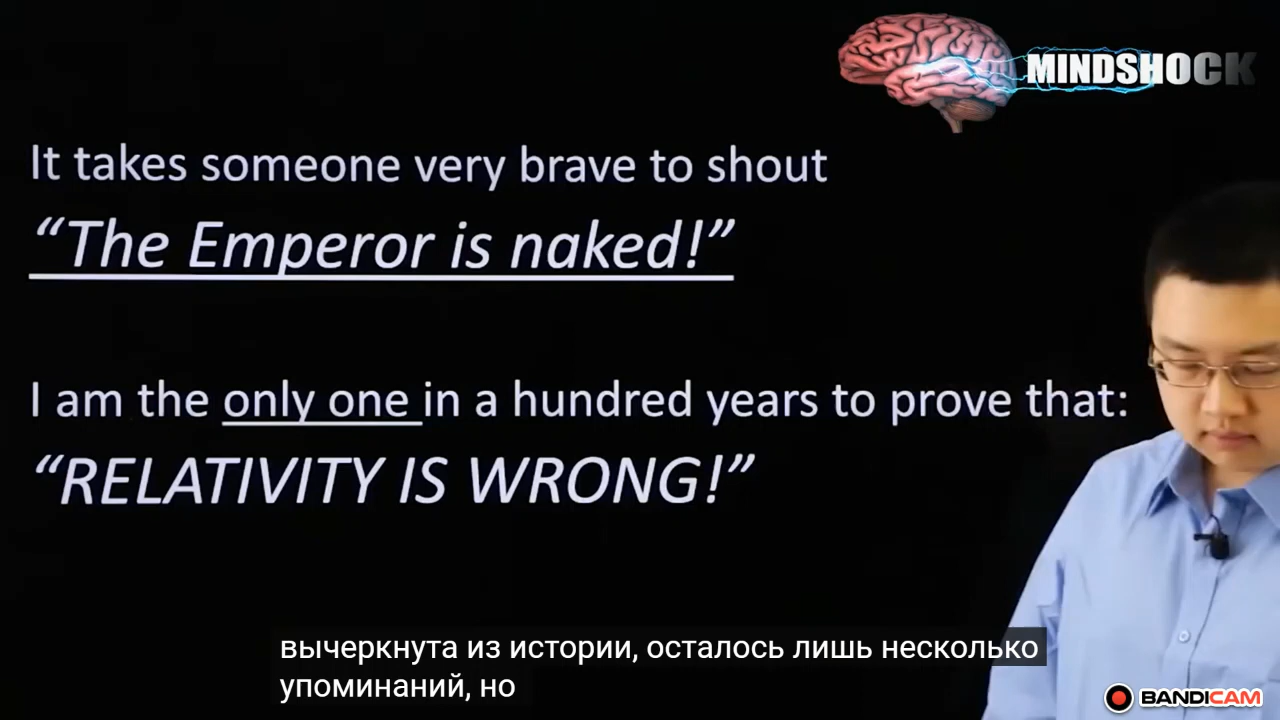 MINDSHOCK
It takes someone very brave to shout
“The Emperor is naked!”
I am the only one in a hundred years to prove that:
“RELATIVITY IS WRONG!”
вычеркнута из истории, осталось лишь несколько
упоминаний, но
BANDICAM